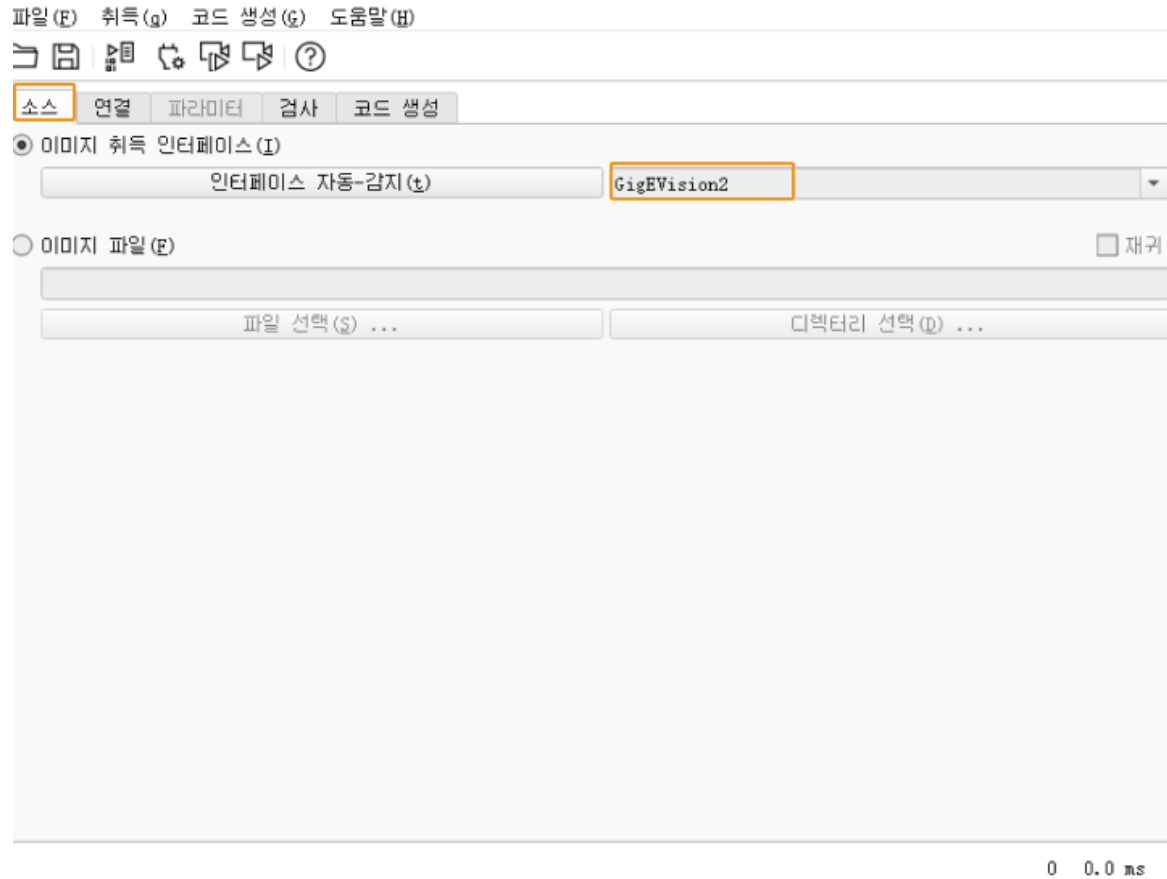 파일(F) 취득(g) 코드 생성(G) 도움말(H)
소스 연결 파라미터 검사 코드 생성
이미지 취득 인터페이스(I)
인터페이스 자동-감지(t) GigEVision2
이미지 파일(F) 재귀
파일 선택(S) ... 디렉터리 선택(D) ...
0 0.0 ms